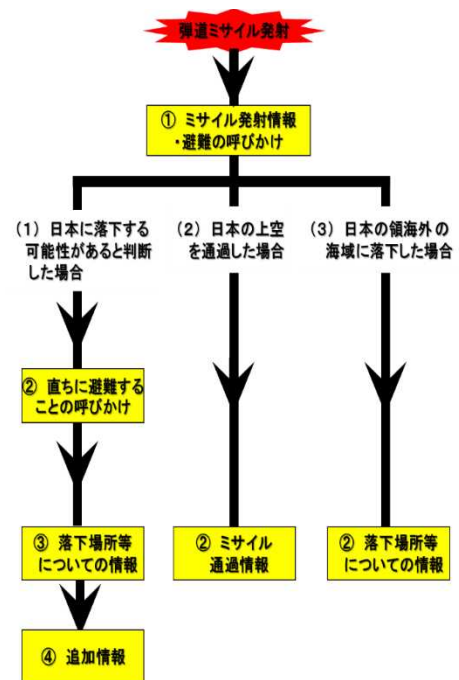 弾道ミサイル発射
① ミサイル発射情報
・避難の呼びかけ
(1) 日本に落下する
可能性があると判断
した場合
(2) 日本の上空
を通過した場合
(3) 日本の領海外の
海域に落下した場合
② 直ちに避難する
ことの呼びかけ
③ 落下場所等
についての情報
② ミサイル
通過情報
② 落下場所等
についての情報
④ 追加情報